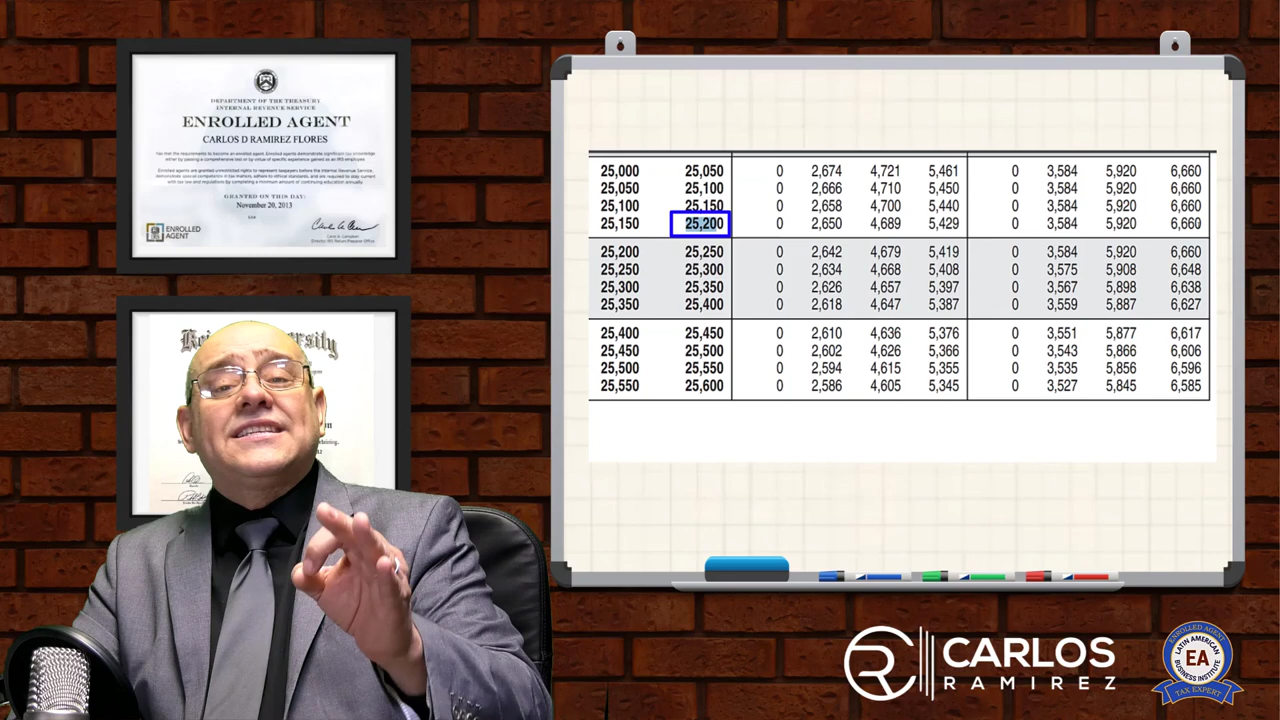 DEPARTMENT OF THE TREASURY
INTERNAL REVENUE SERVICE
ENROLLED AGENT
CARLOS D RAMIREZ FLORES
GRANTED ON THIS DAY:
November 20, 2013
ENROLLED
AGENT
25,000 25,050 0 2,674 4,721 5,461 0 3,584 5,920 6,660
25,050 25,100 0 2,666 4,710 5,450 0 3,584 5,920 6,660
25,100 25,150 0 2,658 4,700 5,440 0 3,584 5,920 6,660
25,150 25,200 0 2,650 4,689 5,429 0 3,584 5,920 6,660
25,200 25,250 0 2,642 4,679 5,419 0 3,584 5,920 6,660
25,250 25,300 0 2,634 4,668 5,408 0 3,575 5,908 6,648
25,300 25,350 0 2,626 4,657 5,397 0 3,567 5,898 6,638
25,350 25,400 0 2,618 4,647 5,387 0 3,559 5,887 6,627
25,400 25,450 0 2,610 4,636 5,376 0 3,551 5,877 6,617
25,450 25,500 0 2,602 4,626 5,366 0 3,543 5,866 6,606
25,500 25,550 0 2,594 4,615 5,355 0 3,535 5,856 6,596
25,550 25,600 0 2,586 4,605 5,345 0 3,527 5,845 6,585
CARLOS
RAMIREZ
ENROLLED AGENT
LATIN AMERICAN
EA
BUSINESS INSTITUTE
TAX EXPERT